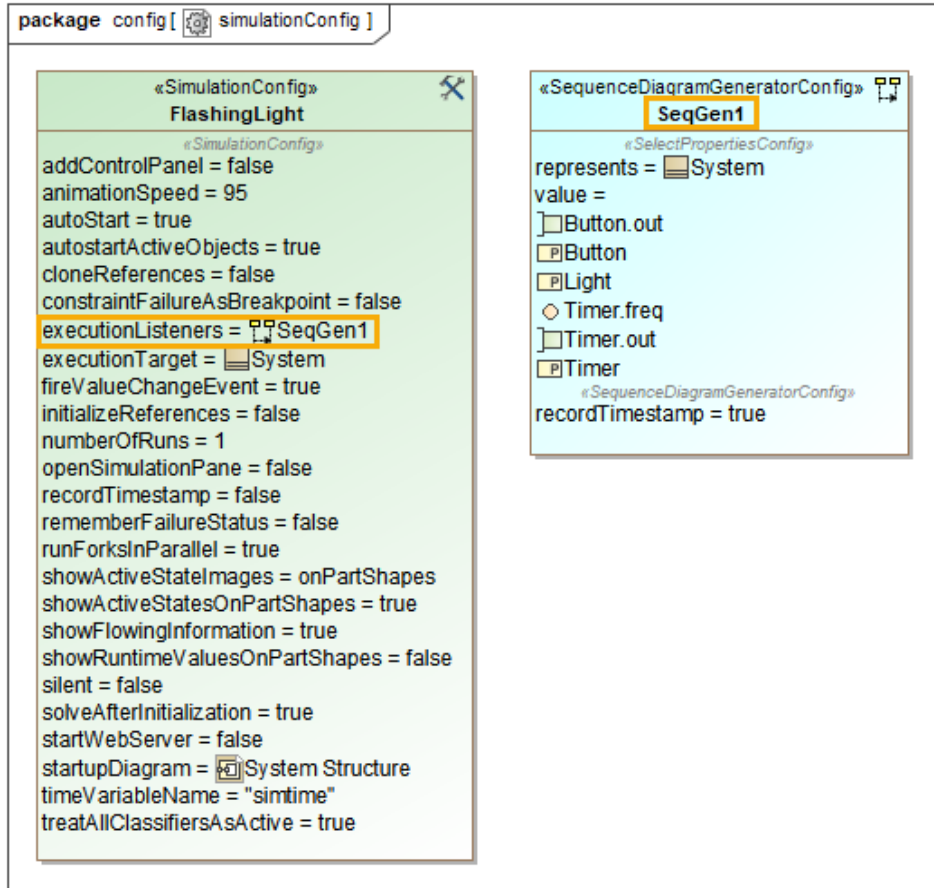 package config[ simulationConfig ]
«SimulationConfig»
FlashingLight
«SimulationConfig»
addControlPanel = false
animationSpeed = 95
autoStart = true
autostartActiveObjects = true
cloneReferences = false
constraintFailureAsBreakpoint = false
executionListeners = SeqGen1
executionTarget = System
fireValueChangeEvent = true
initializeReferences = false
numberOfRuns = 1
openSimulationPane = false
recordTimestamp = false
rememberFailureStatus = false
runForksInParallel = true
showActiveStateImages = onPartShapes
showActiveStatesOnPartShapes = true
showFlowingInformation = true
showRuntimeValuesOnPartShapes = false
silent = false
solveAfterInitialization = true
startWebServer = false
startupDiagram = System Structure
timeVariableName = "simtime"
treatAllClassifiersAsActive = true
«SequenceDiagramGeneratorConfig»
SeqGen1
«SelectPropertiesConfig»
represents = System
value =
Button.out
P Button
P Light
Timer.freq
Timer.out
P Timer
«SequenceDiagramGeneratorConfig»
recordTimestamp = true